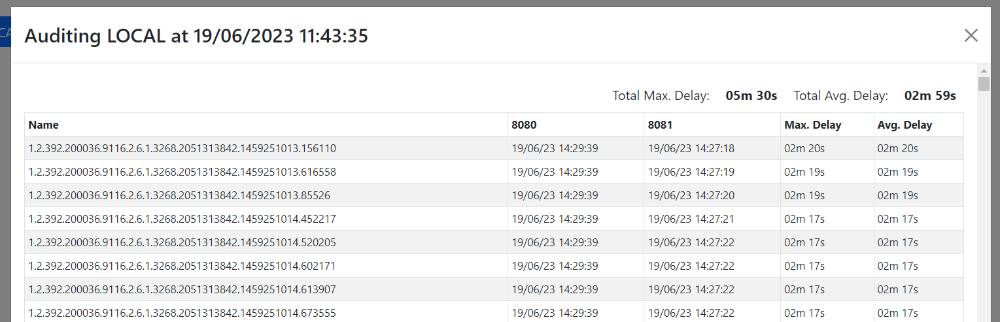 CA
Auditing LOCAL at 19/06/2023 11:43:35
Total Max. Delay: 05m 30s Total Avg. Delay: 02m 59s
Name 8080 8081 Max. Delay Avg. Delay
1.2.392.200036.9116.2.6.1.3268.2051313842.1459251013.156110 19/06/23 14:29:39 19/06/23 14:27:18 02m 20s 02m 20s
1.2.392.200036.9116.2.6.1.3268.2051313842.1459251013.616558 19/06/23 14:29:39 19/06/23 14:27:19 02m 19s 02m 19s
1.2.392.200036.9116.2.6.1.3268.2051313842.1459251013.85526 19/06/23 14:29:39 19/06/23 14:27:20 02m 19s 02m 19s
1.2.392.200036.9116.2.6.1.3268.2051313842.1459251014.452217 19/06/23 14:29:39 19/06/23 14:27:21 02m 17s 02m 17s
1.2.392.200036.9116.2.6.1.3268.2051313842.1459251014.520205 19/06/23 14:29:39 19/06/23 14:27:22 02m 17s 02m 17s
1.2.392.200036.9116.2.6.1.3268.2051313842.1459251014.602171 19/06/23 14:29:39 19/06/23 14:27:22 02m 17s 02m 17s
1.2.392.200036.9116.2.6.1.3268.2051313842.1459251014.613907 19/06/23 14:29:39 19/06/23 14:27:22 02m 17s 02m 17s
1.2.392.200036.9116.2.6.1.3268.2051313842.1459251014.673555 19/06/23 14:29:39 19/06/23 14:27:22 02m 17s 02m 17s